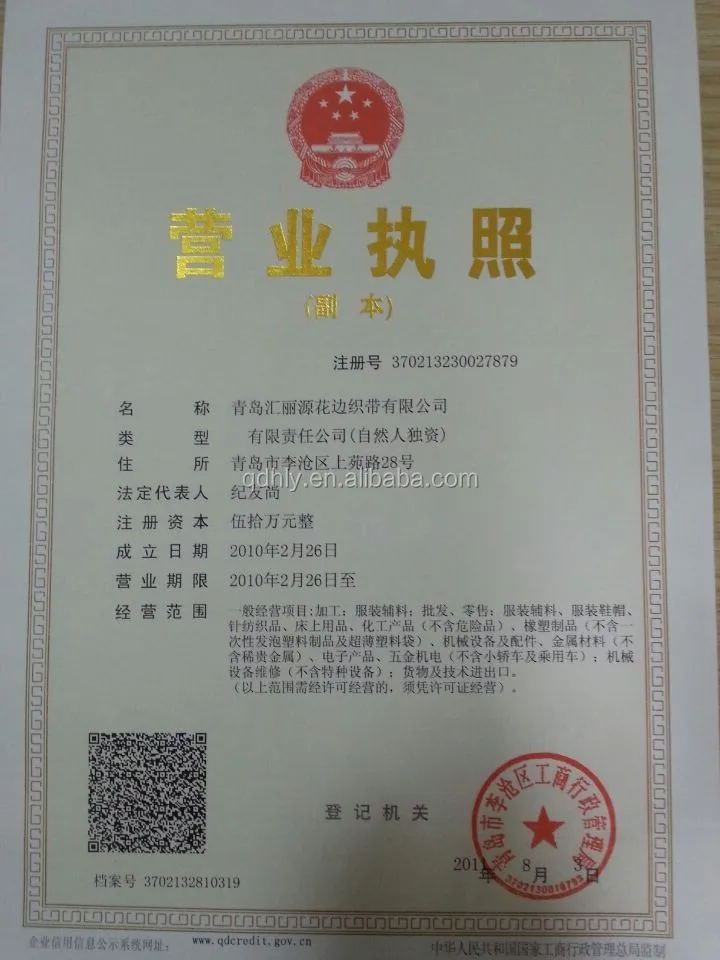 营业执照
(副 本)
注册号 370213230027879
名 称 青岛汇丽源花边织带有限公司
类 型 有限责任公司(自然人独资)
住 所 青岛市李沧区上苑路28号
qdhly.en.alibaba.com
法定代表人 纪友尚
注册资本 伍拾万元整
成立日期 2010年2月26日
营业期限 2010年2月26日至
经营范围 一般经营项目:加工：服装辅料；批发、零售：服装辅料、服装鞋帽、
针纺织品、床上用品、化工产品（不含危险品）、橡塑制品（不含一
次性发泡塑料制品及超薄塑料袋）、机械设备及配件、金属材料（不
含稀贵金属）、电子产品、五金机电（不含小轿车及乘用车）；机械
设备维修（不含特种设备）；货物及技术进出口。
（以上范围需经许可经营的，须凭许可证经营）。
登记机关
青岛市李沧区工商行政管理局
2011年 8月 3日
档案号 3702132810319
企业信用信息公示系统网址： www.qdcredit.gov.cn
中华人民共和国国家工商行政管理总局监制